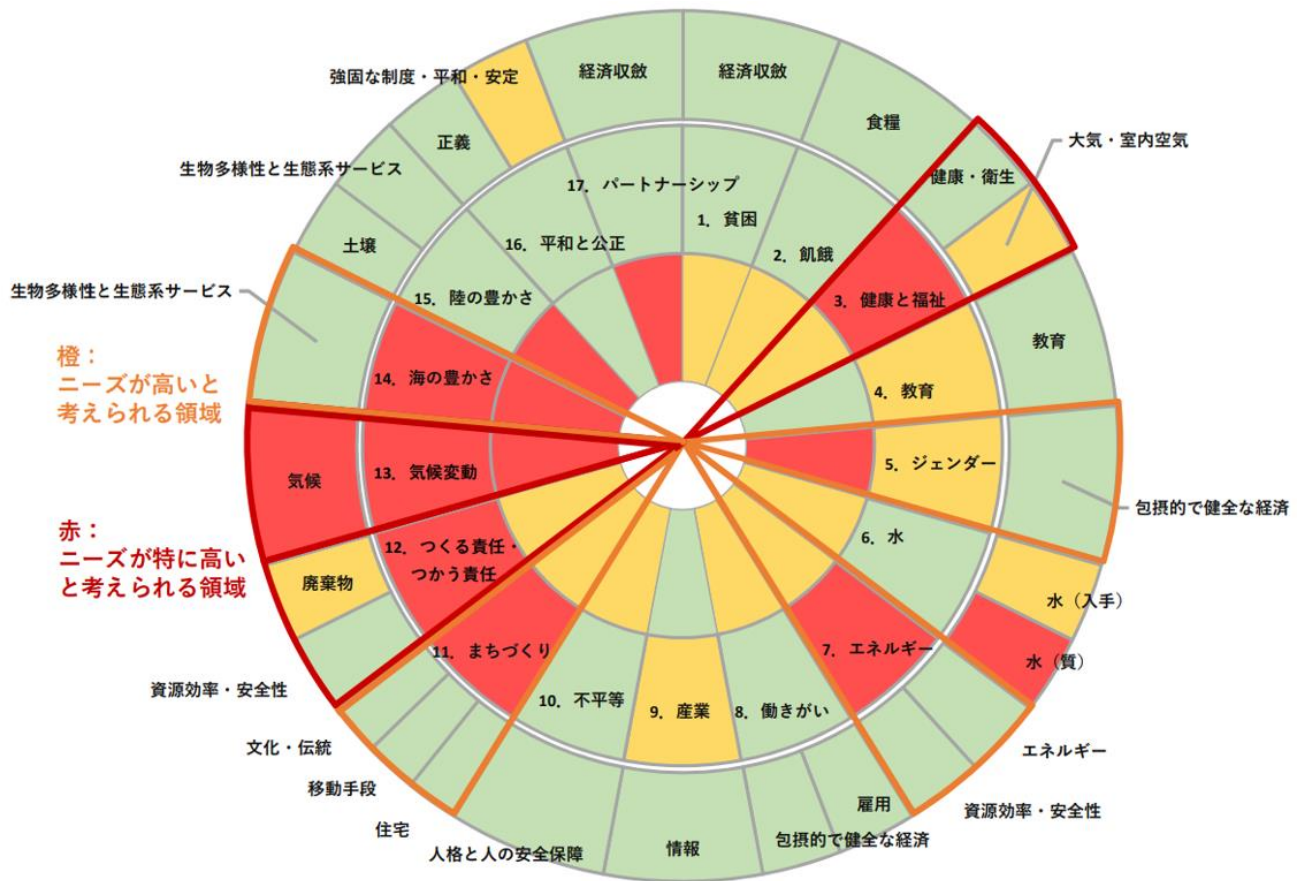 経済収斂
経済収斂
強固な制度・平和・安定
食糧
正義
大気・室内空気
生物多様性と生態系サービス
健康・衛生
17. パートナーシップ
1. 貧困
土壌
16. 平和と公正
2. 飢餓
生物多様性と生態系サービス
15. 陸の豊かさ
3. 健康と福祉
教育
橙：
ニーズが高いと
考えられる領域
14. 海の豊かさ
4. 教育
気候
13. 気候変動
5. ジェンダー
包摂的で健全な経済
赤：
ニーズが特に高い
と考えられる領域
12. つくる責任・
つかう責任
6. 水
廃棄物
水（入手）
11. まちづくり
7. エネルギー
水（質）
資源効率・安全性
10. 不平等
9. 産業
8. 働きがい
文化・伝統
エネルギー
移動手段
雇用
資源効率・安全性
住宅
包摂的で健全な経済
人格と人の安全保障
情報